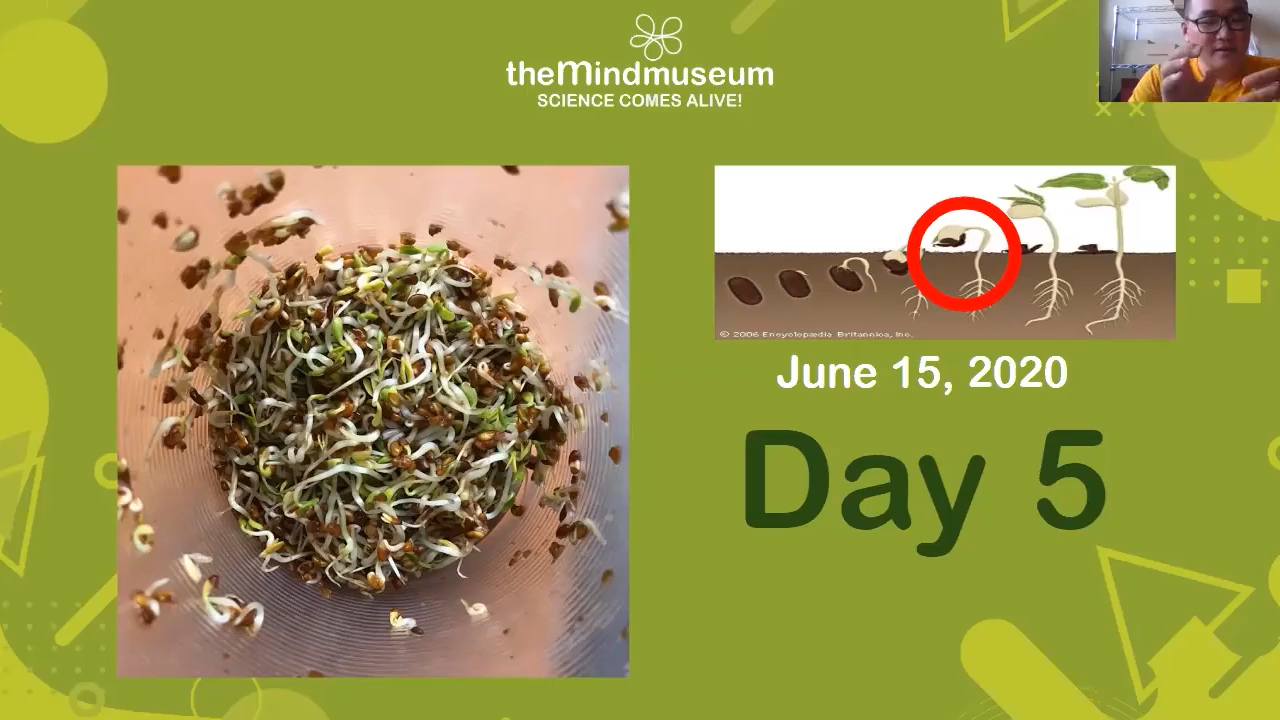 theMindmuseum
SCIENCE COMES ALIVE!
© 2006 Encyclopædia Britannica, Inc.
June 15, 2020
Day 5